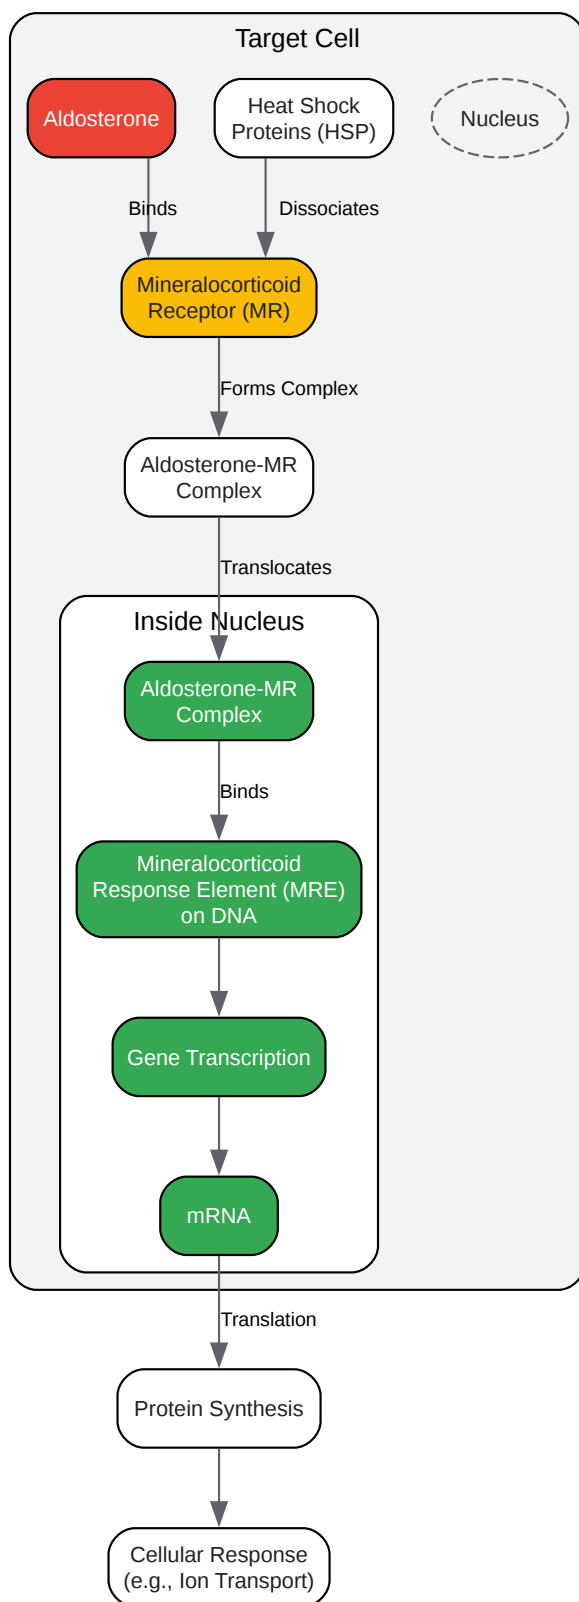 Target Cell
Aldosterone
Heat Shock
Proteins (HSP)
Nucleus
Binds
Dissociates
Mineralocorticoid
Receptor (MR)
Forms Complex
Aldosterone-MR
Complex
Translocates
Inside Nucleus
Aldosterone-MR
Complex
Binds
Mineralocorticoid
Response Element (MRE)
on DNA
Gene Transcription
mRNA
Translation
Protein Synthesis
Cellular Response
(e.g., Ion Transport)